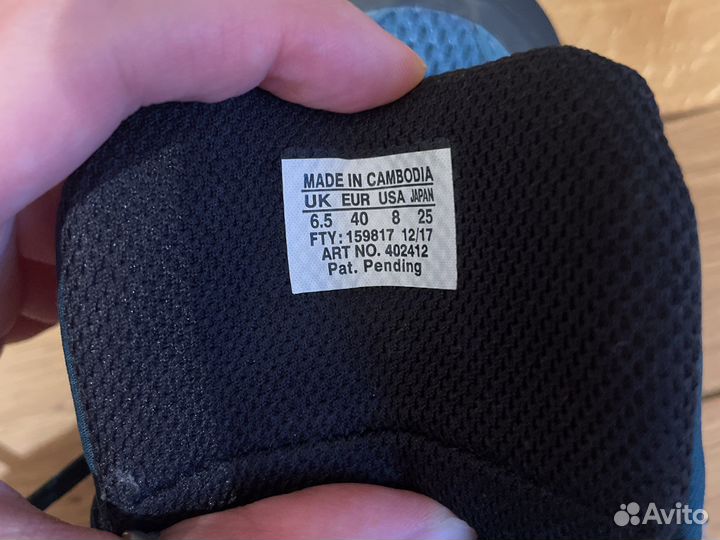 MADE IN CAMBODIA
UK EUR USA JAPAN
6.5 40 8 25
FTY: 159817 12/17
ART NO. 402412
Pat. Pending
Avito